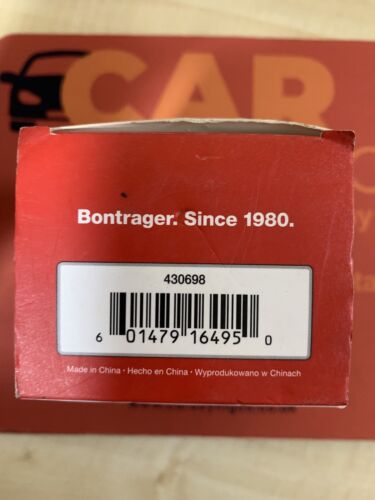 CAR
Bontrager. Since 1980.
430698
6 01479 16495 0
Made in China • Hecho en China • Wyprodukowano w Chinach